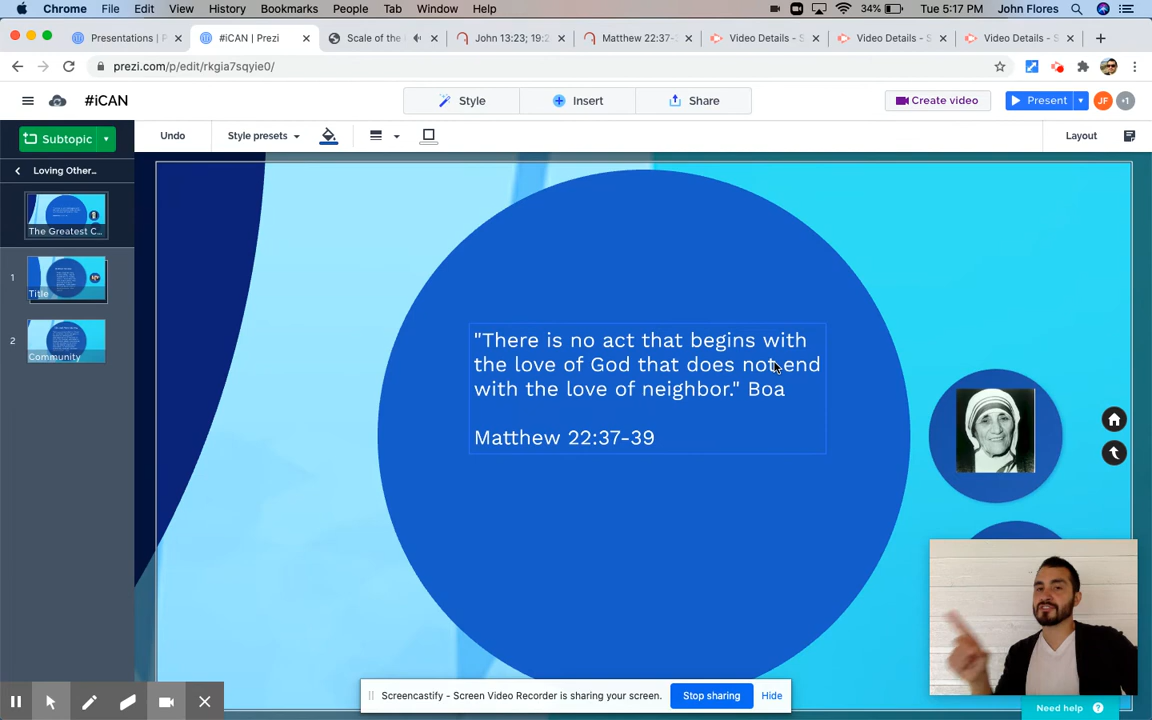 Chrome File Edit View History Bookmarks People Tab Window Help 34% Tue 5:17 PM John Flores
Presentations | P
#iCAN | Prezi
Scale of the
John 13:23; 19:2
Matthew 22:37-3
Video Details - S
Video Details - S
Video Details - S
prezi.com/p/edit/rkgia7sqyie0/
#iCAN
Style
Insert
Share
Create video
Present
JF
+1
Subtopic
Undo
Style presets
Layout
Loving Other...
The Greatest C...
1
Title
2
Community
"There is no act that begins with
the love of God that does not end
with the love of neighbor." Boa
Matthew 22:37-39
Screencastify - Screen Video Recorder is sharing your screen.
Stop sharing
Hide
Need help ?